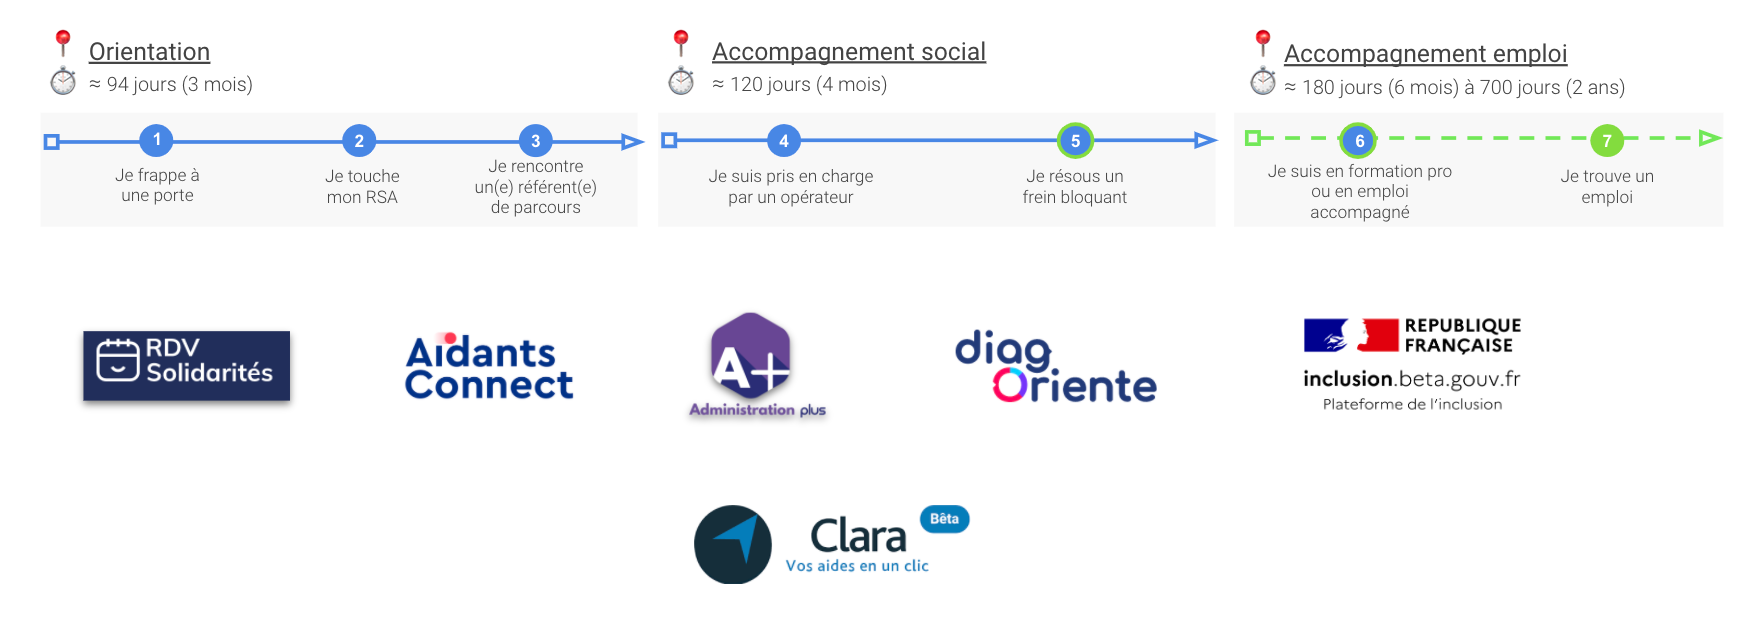 Orientation
≈ 94 jours (3 mois)
1
2
3
Je frappe à
une porte
Je touche
mon RSA
Je rencontre
un(e) référent(e)
de parcours
Accompagnement social
≈ 120 jours (4 mois)
4
5
Je suis pris en charge
par un opérateur
Je résous un
frein bloquant
Accompagnement emploi
≈ 180 jours (6 mois) à 700 jours (2 ans)
6
7
Je suis en formation pro
ou en emploi
accompagné
Je trouve un
emploi
RDV
Solidarités
Aidants
Connect
A+
Administration plus
diag
Oriente
REPUBLIQUE
FRANÇAISE
inclusion.beta.gouv.fr
Plateforme de l'inclusion
Clara
Bêta
Vos aides en un clic